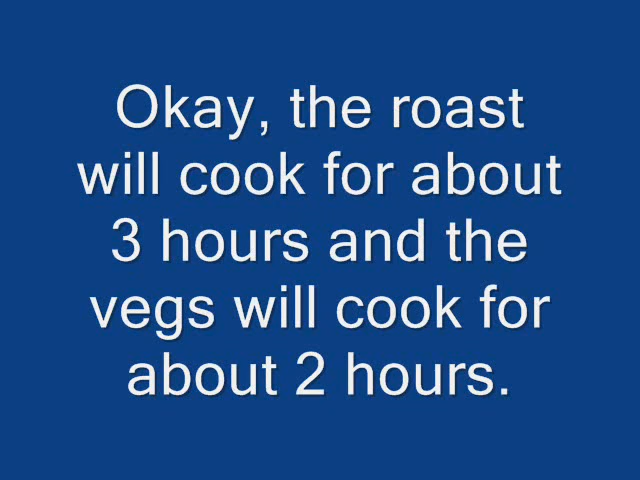 Okay, the roast
will cook for about
3 hours and the
vegs will cook for
about 2 hours.